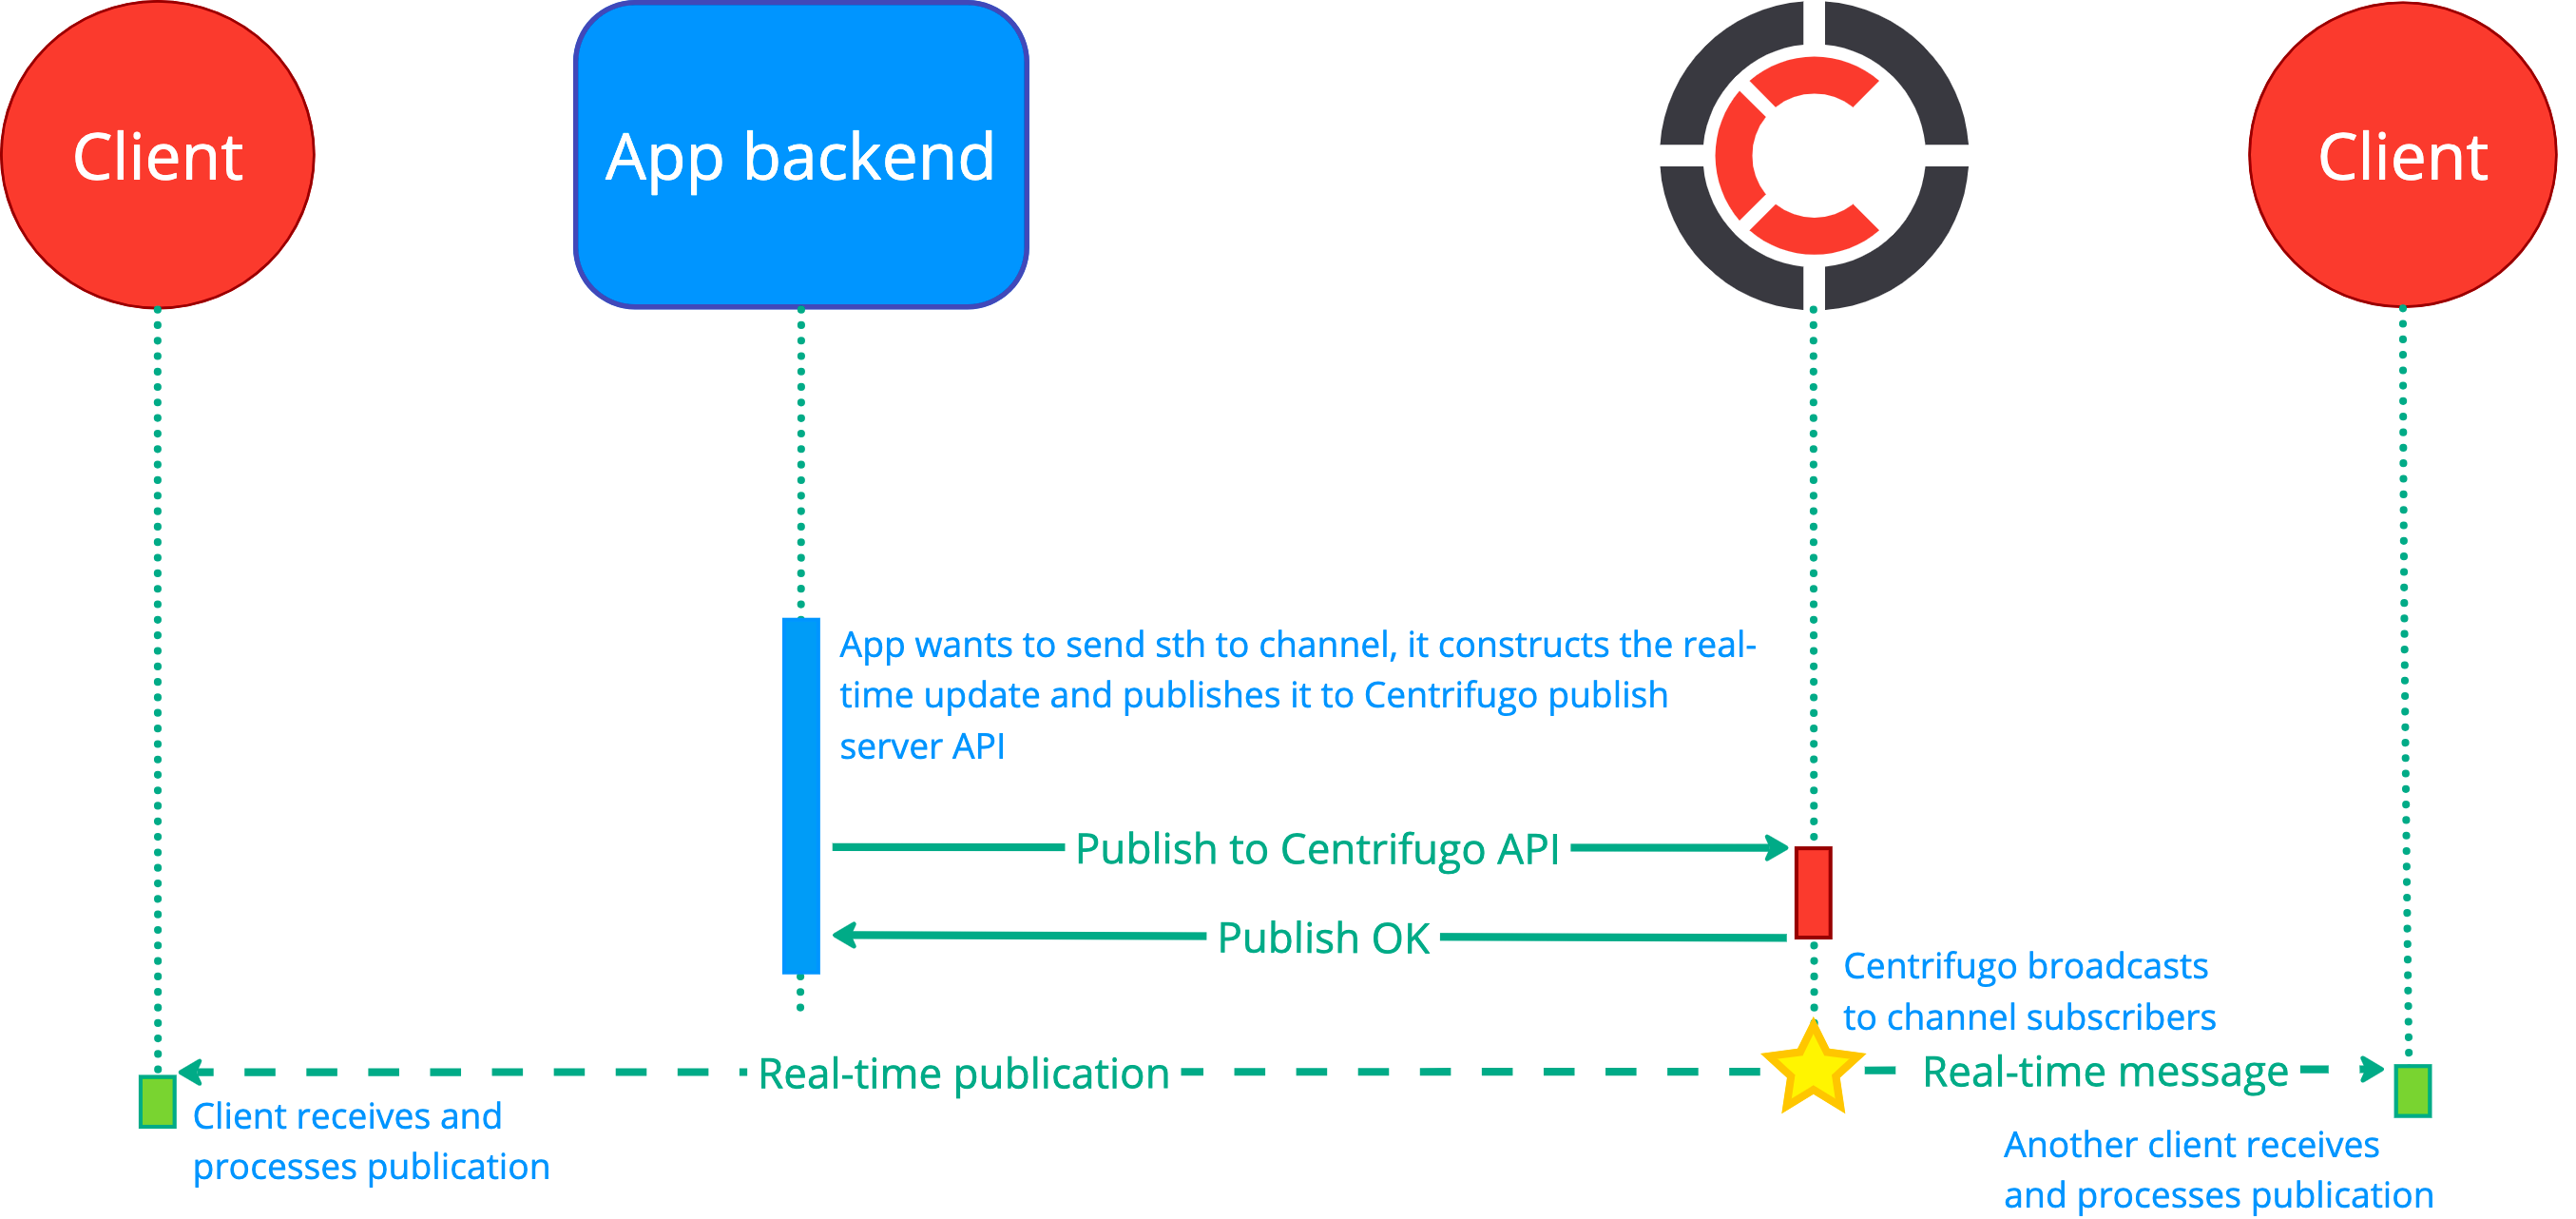 Client
App backend
Client
App wants to send sth to channel, it constructs the real-
time update and publishes it to Centrifugo publish
server API
Publish to Centrifugo API
Publish OK
Centrifugo broadcasts
to channel subscribers
Real-time publication
Real-time message
Client receives and
processes publication
Another client receives
and processes publication